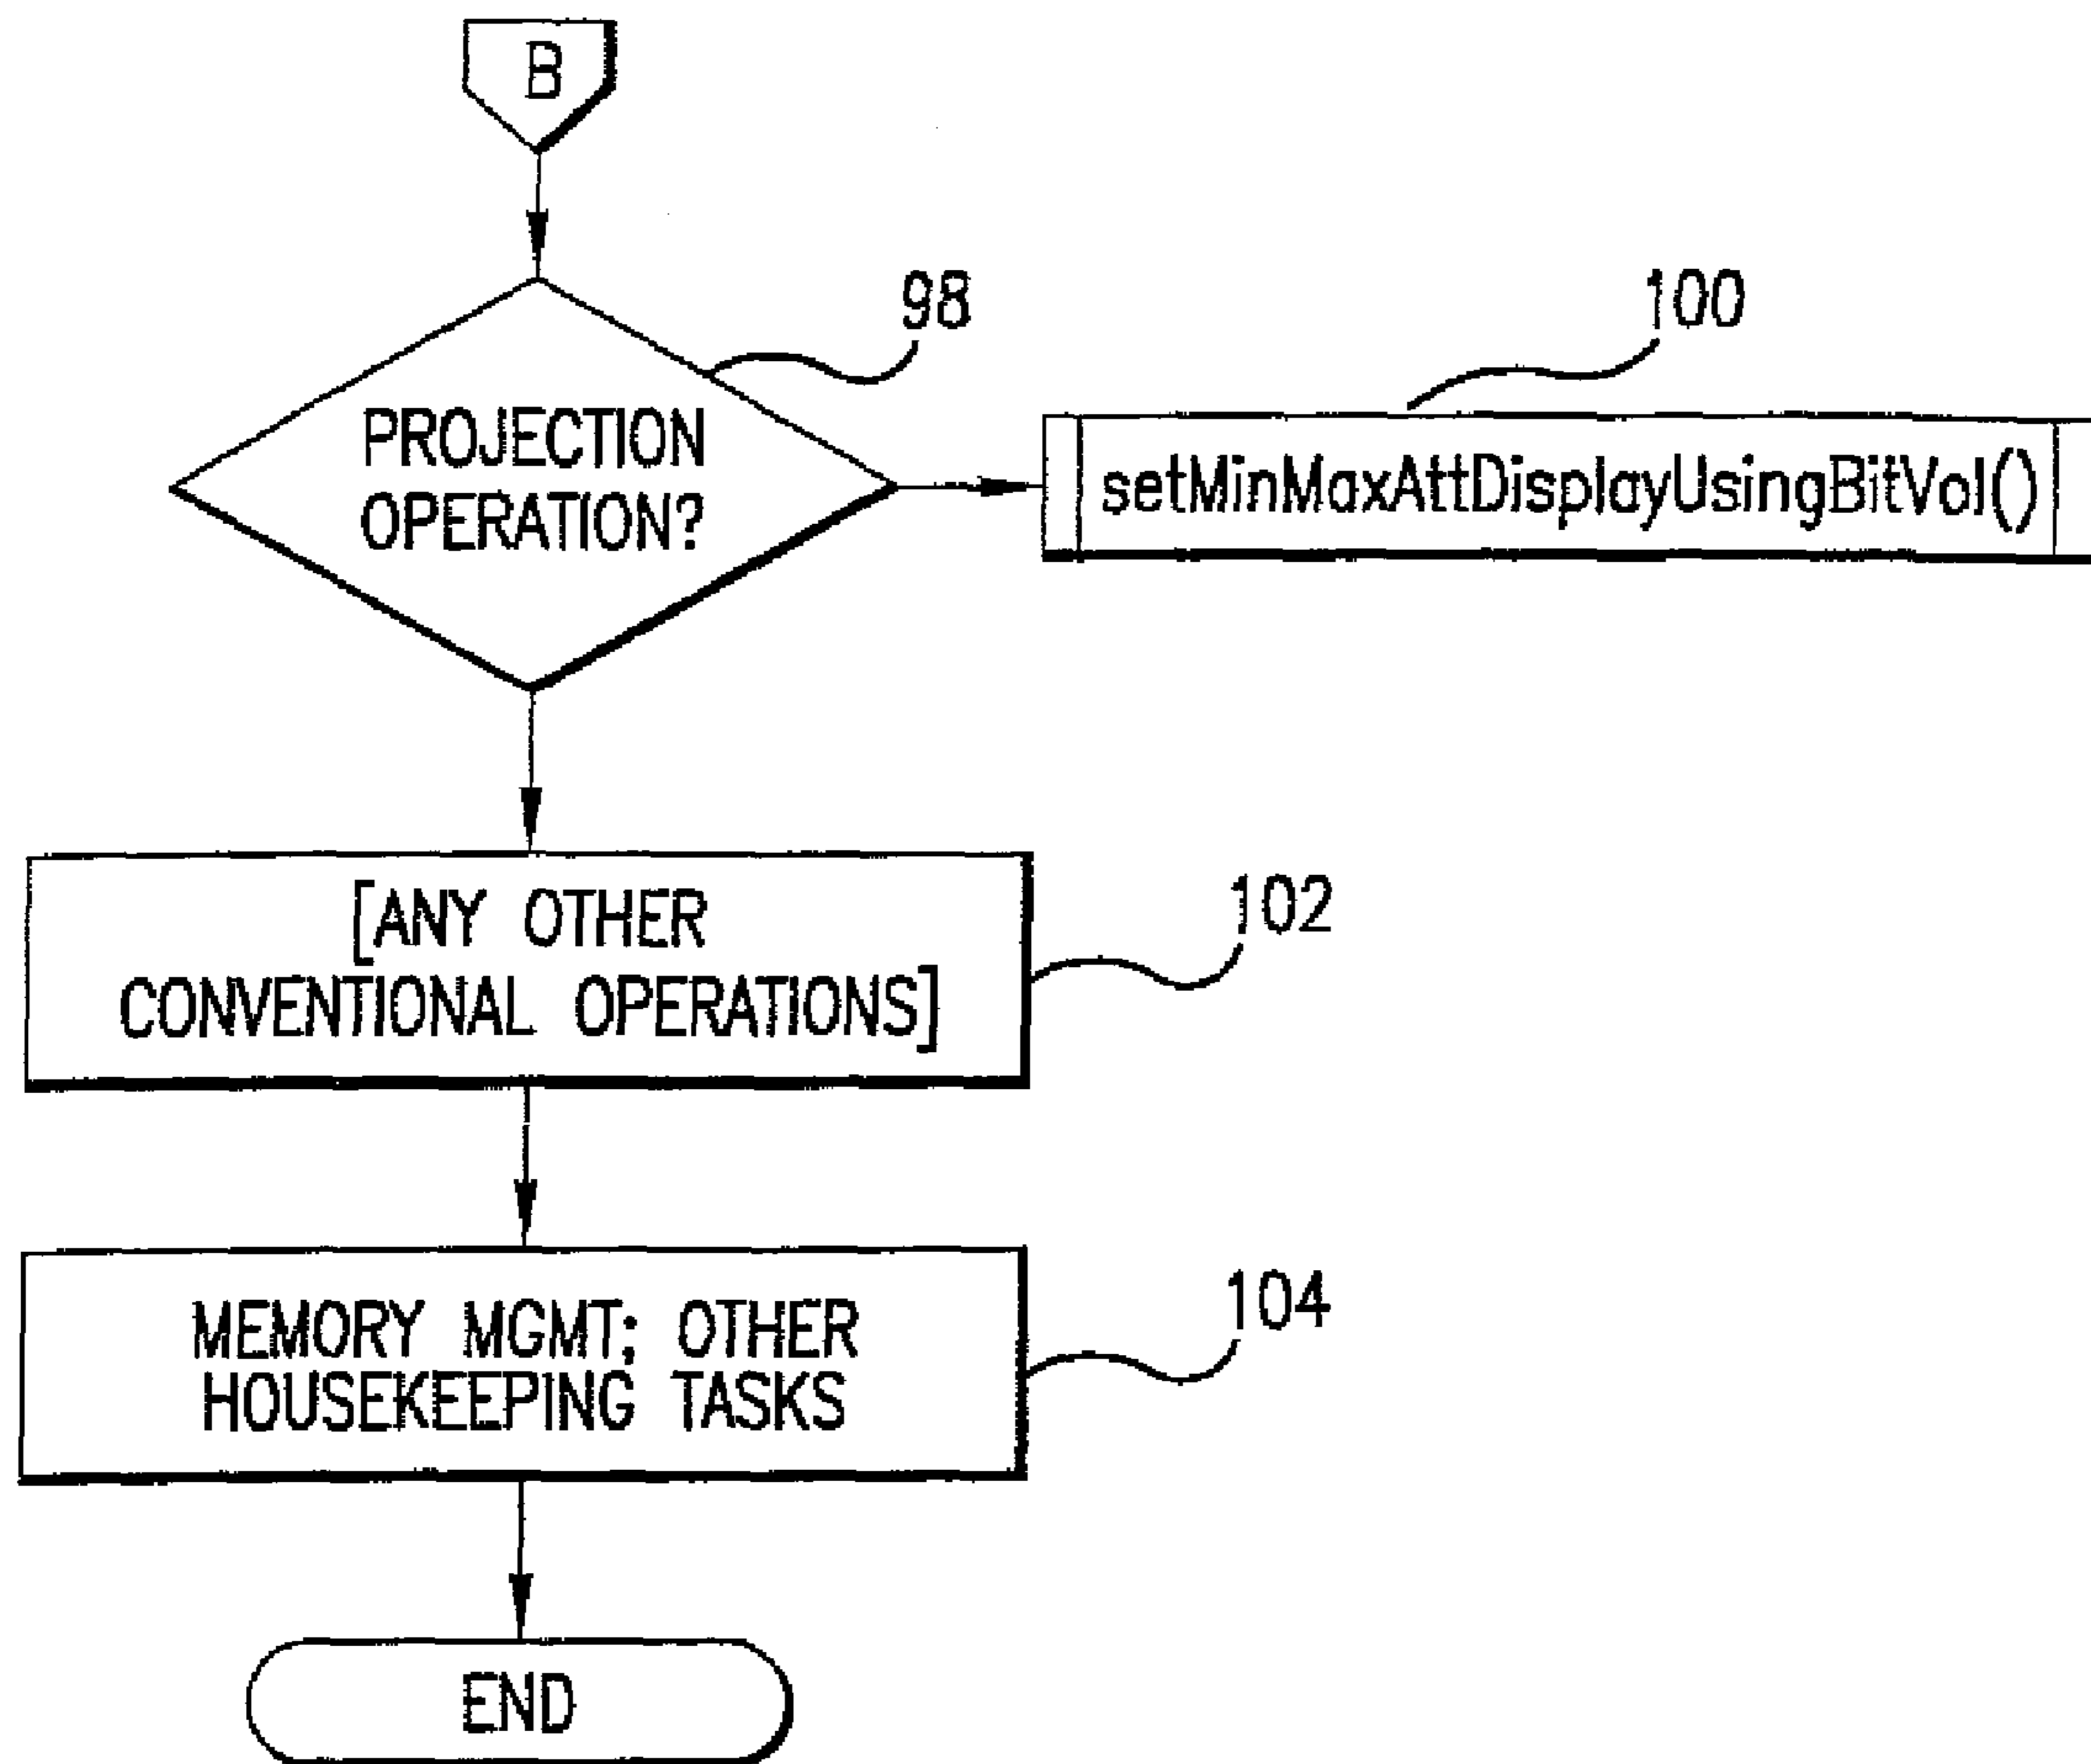 B
98
100
PROJECTION
OPERATION?
setMinMaxAttDisplayUsingBitVol()
[ANY OTHER
CONVENTIONAL OPERATIONS]
102
MEMORY MGMT; OTHER
HOUSEKEEPING TASKS
104
END